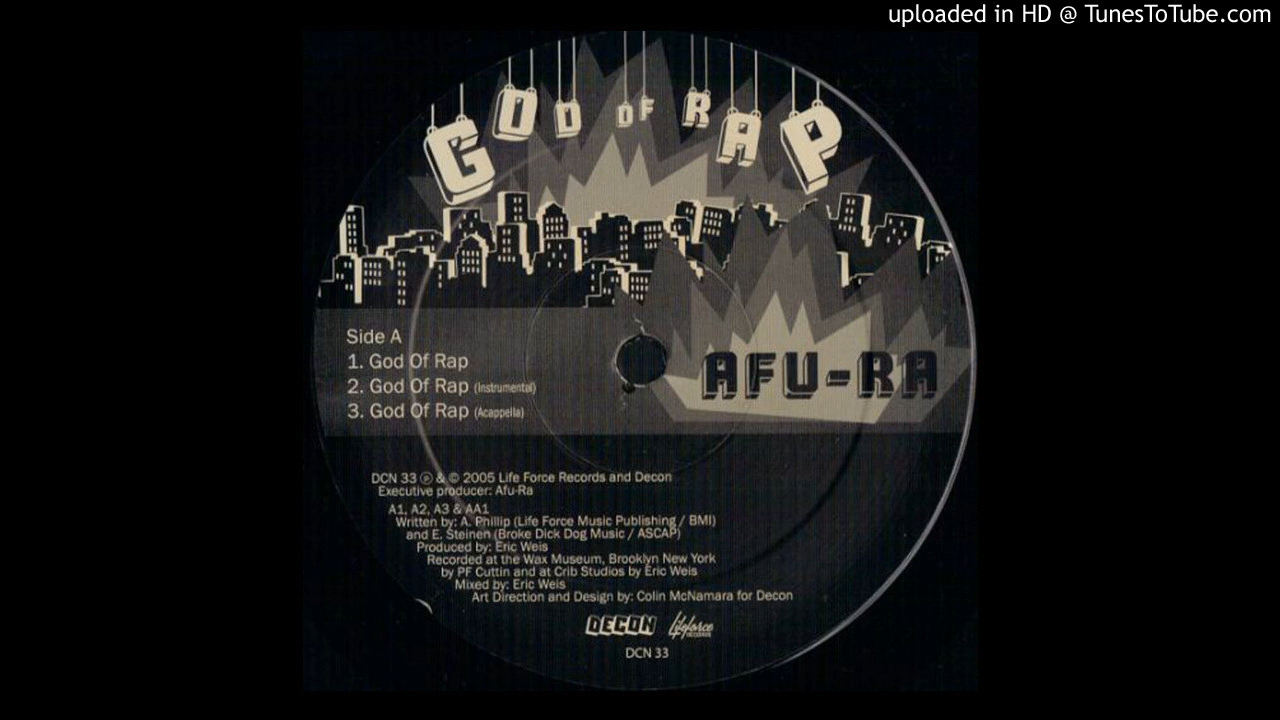 uploaded in HD @ TunesToTube.com
GOD OF RAP
Side A
1. God Of Rap
2. God Of Rap (Instrumental)
3. God Of Rap (Acappella)
AFU-RA
DCN 33 ℗ & © 2005 Life Force Records and Decon
Executive producer: Afu-Ra
A1, A2, A3 & AA1
Written by: A. Phillip (Life Force Music Publishing / BMI)
and E. Steinen (Broke Dick Dog Music / ASCAP)
Produced by: Eric Weis
Recorded at the Wax Museum, Brooklyn New York
by PF Cuttin and at Crib Studios by Eric Weis
Mixed by: Eric Weis
Art Direction and Design by: Colin McNamara for Decon
DECON Lifeforce RECORDS
DCN 33